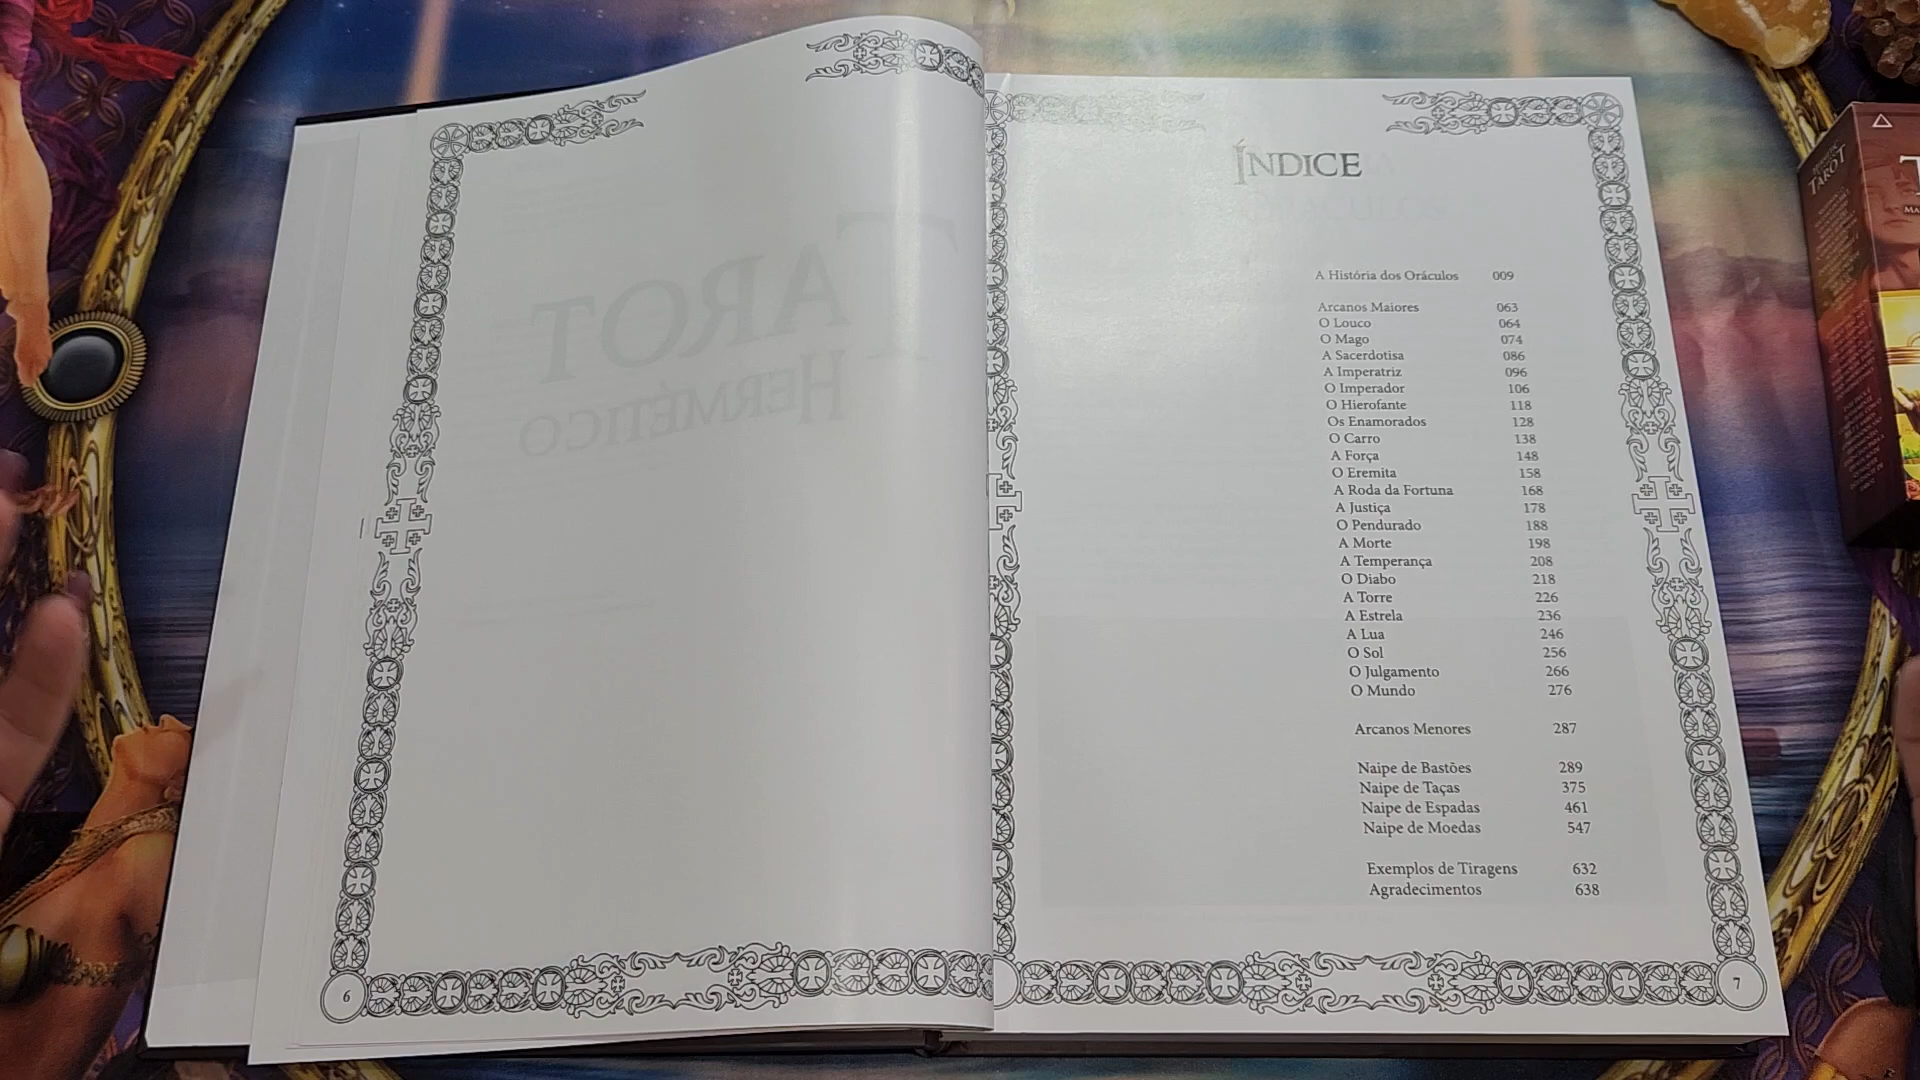 TAROT
HERMÉTICO
6
ÍNDICE
A História dos Oráculos 009
Arcanos Maiores 063
O Louco 064
O Mago 074
A Sacerdotisa 086
A Imperatriz 096
O Imperador 106
O Hierofante 118
Os Enamorados 128
O Carro 138
A Força 148
O Eremita 158
A Roda da Fortuna 168
A Justiça 178
O Pendurado 188
A Morte 198
A Temperança 208
O Diabo 218
A Torre 226
A Estrela 236
A Lua 246
O Sol 256
O Julgamento 266
O Mundo 276
Arcanos Menores 287
Naipe de Bastões 289
Naipe de Taças 375
Naipe de Espadas 461
Naipe de Moedas 547
Exemplos de Tiragens 632
Agradecimentos 638
7
TAROT